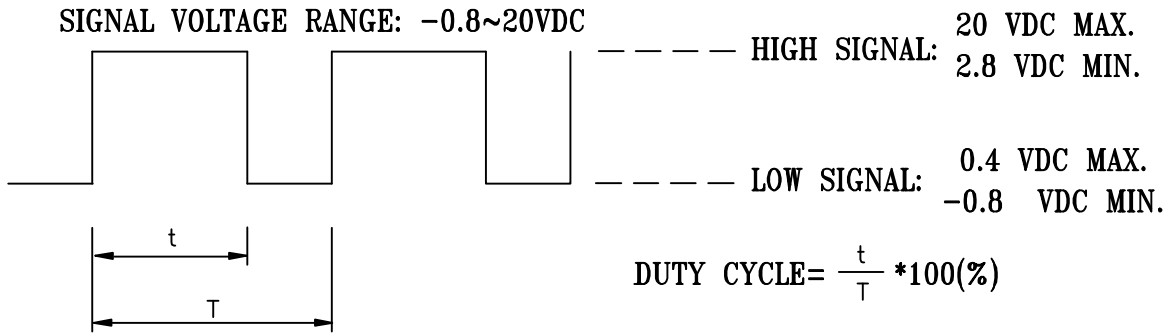 SIGNAL VOLTAGE RANGE: -0.8~20VDC
HIGH SIGNAL: 20 VDC MAX.
2.8 VDC MIN.
LOW SIGNAL: 0.4 VDC MAX.
-0.8 VDC MIN.
t
T
DUTY CYCLE= t/T *100(%)